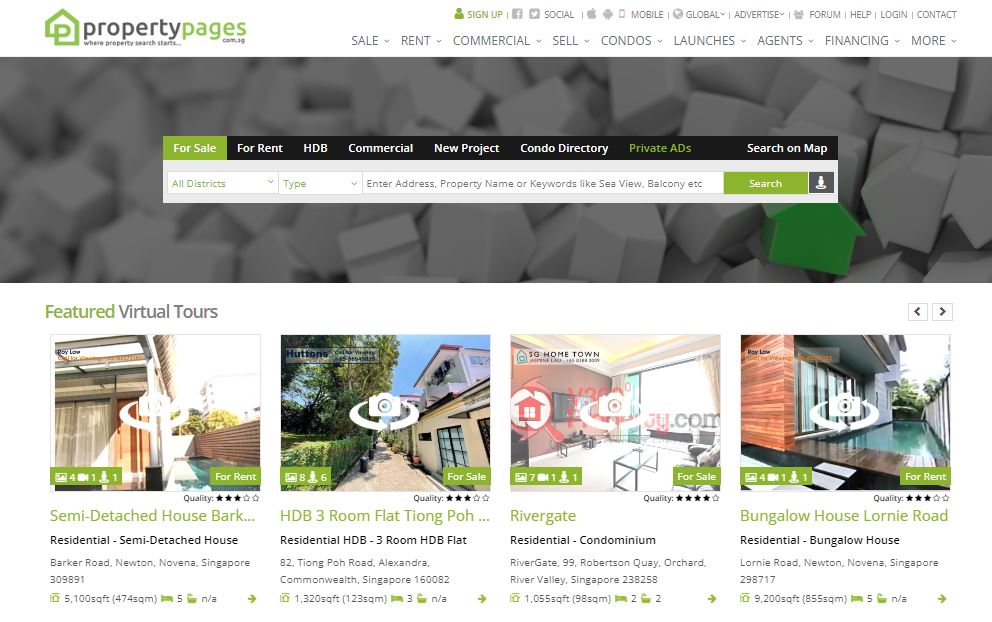 propertypages
com.sg
where property search starts...
SIGN UP | SOCIAL | MOBILE | GLOBAL | ADVERTISE | FORUM | HELP | LOGIN | CONTACT
SALE RENT COMMERCIAL SELL CONDOS LAUNCHES AGENTS FINANCING MORE
For Sale For Rent HDB Commercial New Project Condo Directory Private ADs Search on Map
All Districts Type Enter Address, Property Name or Keywords like Sea View, Balcony etc Search
Featured Virtual Tours
Roy Low
4 1 1 For Rent
Quality:
Semi-Detached House Bark...
Residential - Semi-Detached House
Barker Road, Newton, Novena, Singapore
309891
5,100sqft (474sqm) 5 n/a
Huttons Call for Viewing
8 6 For Sale
Quality:
HDB 3 Room Flat Tiong Poh ...
Residential HDB - 3 Room HDB Flat
82, Tiong Poh Road, Alexandra,
Commonwealth, Singapore 160082
1,320sqft (123sqm) 3 n/a
SG HOME TOWN
7 1 1 For Sale
Quality:
Rivergate
Residential - Condominium
RiverGate, 99, Robertson Quay, Orchard,
River Valley, Singapore 238258
1,055sqft (98sqm) 2 2
Roy Low
4 1 1 For Rent
Quality:
Bungalow House Lornie Road
Residential - Bungalow House
Lornie Road, Newton, Novena, Singapore
298717
9,200sqft (855sqm) 5 n/a